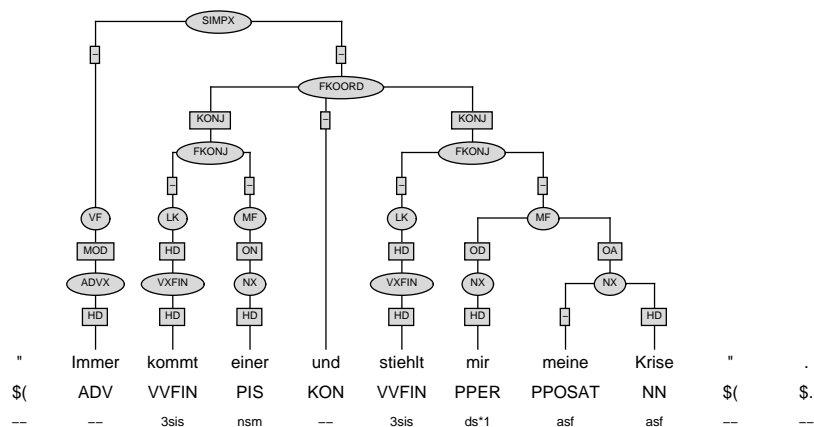 SIMPX
– –
FKOORD
KONJ – KONJ
FKONJ FKONJ
– – – –
VF LK MF LK MF
MOD HD ON HD OD OA
ADVX VXFIN NX VXFIN NX NX
HD HD HD HD HD – HD
" Immer kommt einer und stiehlt mir meine Krise " .
$( ADV VVFIN PIS KON VVFIN PPER PPOSAT NN $( $.
−− −− 3sis nsm −− 3sis ds*1 asf asf −− −−